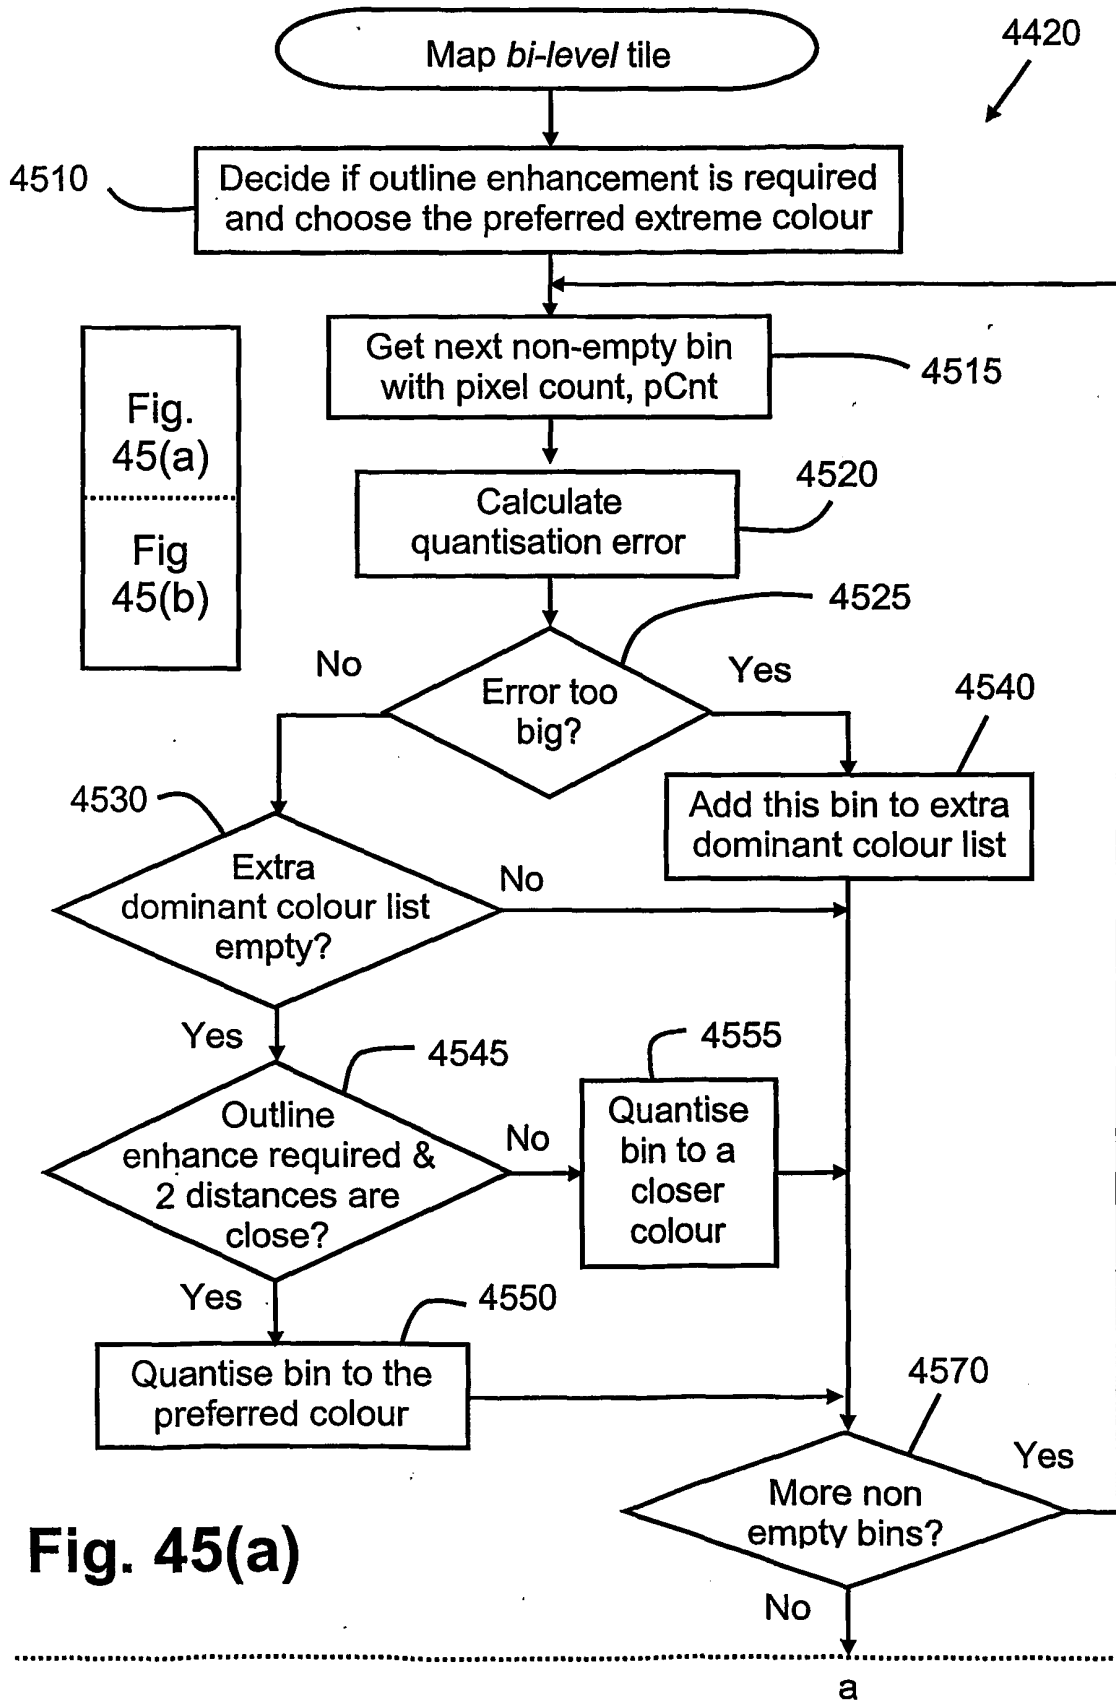 Map bi-level tile
4420
4510
Decide if outline enhancement is required
and choose the preferred extreme colour
Get next non-empty bin
with pixel count, pCnt
4515
Fig.
45(a)
Fig
45(b)
Calculate
quantisation error
4520
4525
No
Error too
big?
Yes
4540
4530
Add this bin to extra
dominant colour list
Extra
dominant colour list
empty?
No
Yes
4545
4555
Outline
enhance required &
2 distances are
close?
No
Quantise
bin to a
closer
colour
Yes
4550
Quantise bin to the
preferred colour
4570
Yes
More non
empty bins?
Fig. 45(a)
No
a